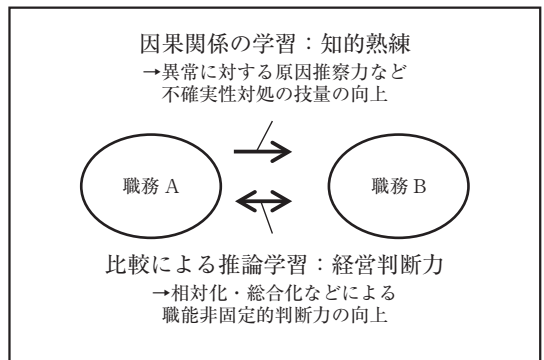 因果関係の学習：知的熟練
→異常に対する原因推察力など
不確実性対処の技量の向上
職務 A
職務 B
比較による推論学習：経営判断力
→相対化・総合化などによる
職能非固定的判断力の向上